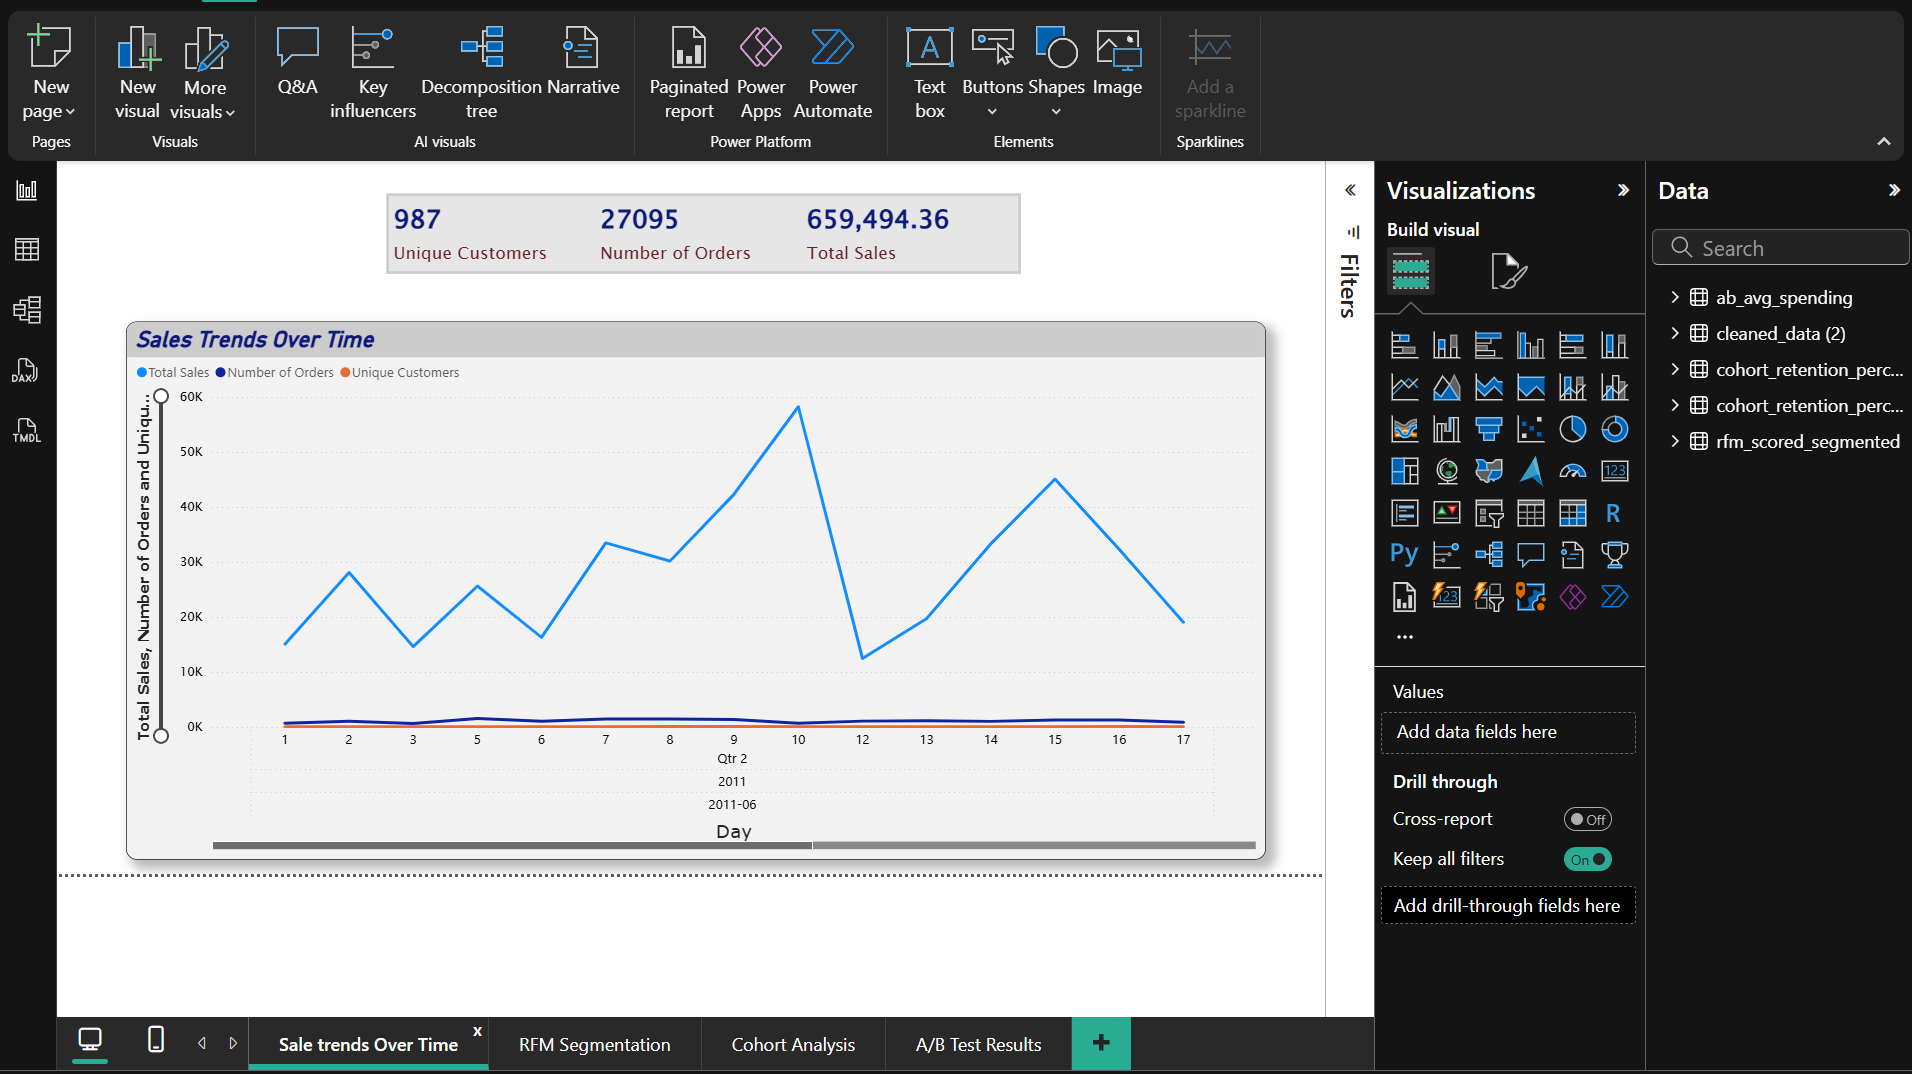 New page
New visual
More visuals
Q&A
Key influencers
Decomposition tree
Narrative
Paginated report
Power Apps
Power Automate
Text box
Buttons
Shapes
Image
Add a sparkline
Pages
Visuals
AI visuals
Power Platform
Elements
Sparklines
DAX
TMDL
987
27095
659,494.36
Unique Customers
Number of Orders
Total Sales
Sales Trends Over Time
Total Sales
Number of Orders
Unique Customers
Total Sales, Number of Orders and Uniqu...
60K
50K
40K
30K
20K
10K
0K
1 2 3 5 6 7 8 9 10 12 13 14 15 16 17
Qtr 2
2011
2011-06
Day
Filters
Visualizations
Build visual
123
R
Py
123
...
Values
Add data fields here
Drill through
Cross-report
Off
Keep all filters
On
Add drill-through fields here
Data
Search
ab_avg_spending
cleaned_data (2)
cohort_retention_perc...
cohort_retention_perc...
rfm_scored_segmented
Sale trends Over Time
x
RFM Segmentation
Cohort Analysis
A/B Test Results
+